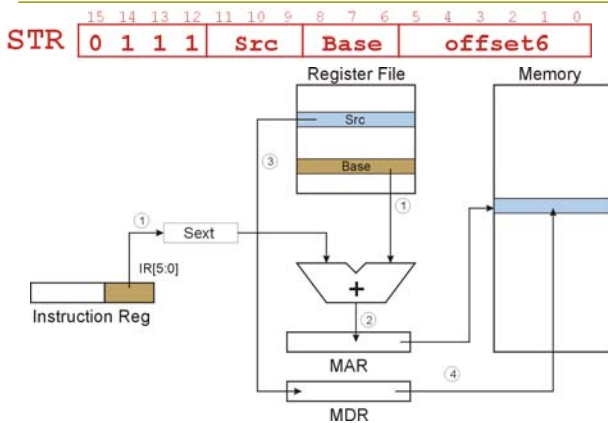 15 14 13 12 11 10 9 8 7 6 5 4 3 2 1 0
STR 0 1 1 1 Src Base offset6
Register File Memory
Src
3
Base
1 1
Sext
IR[5:0]
+
Instruction Reg
2
MAR
4
MDR